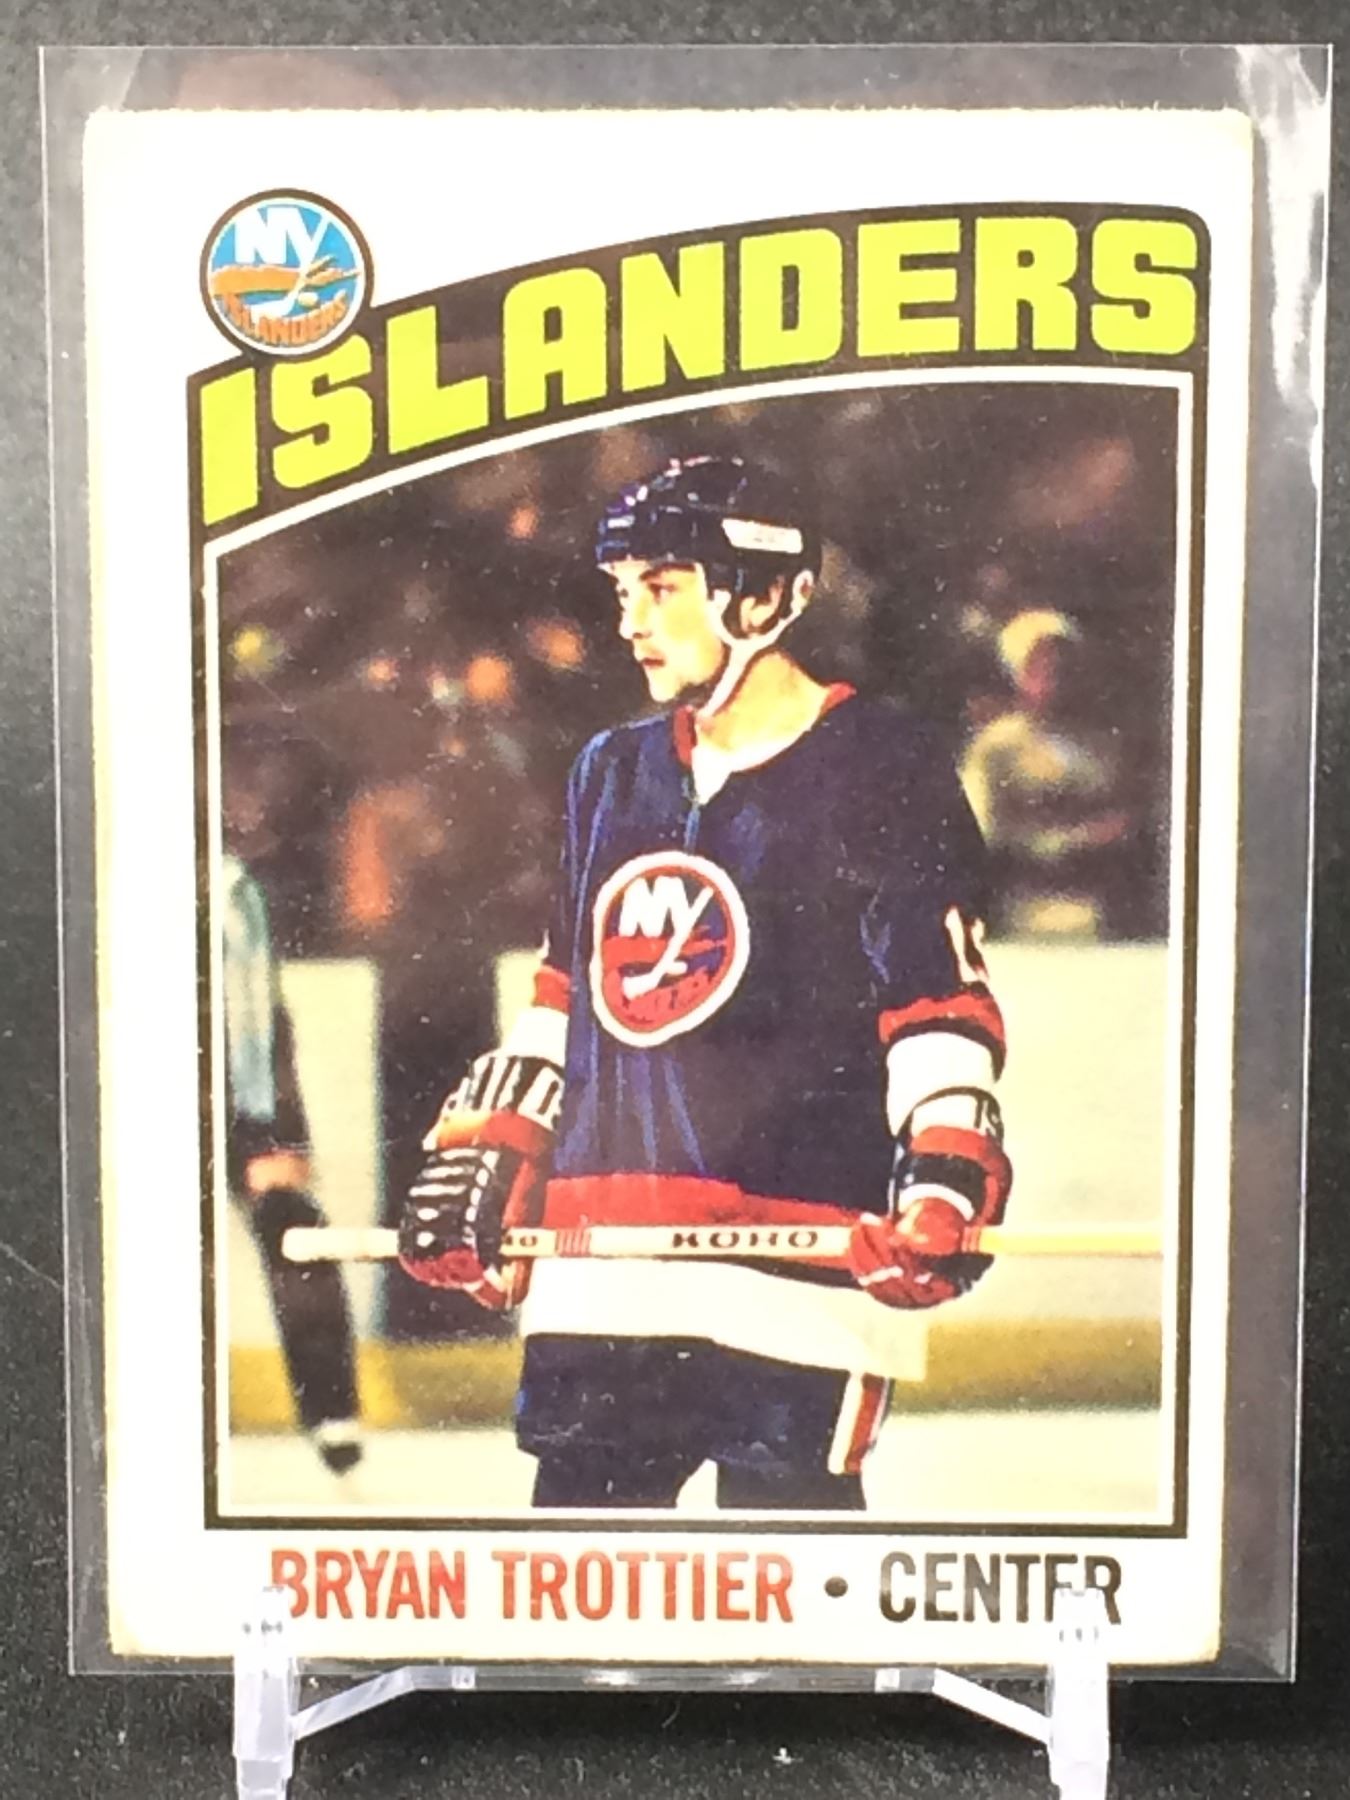 NY
ISLANDERS
ISLANDERS
NY
KOHO
BRYAN TROTTIER • CENTER